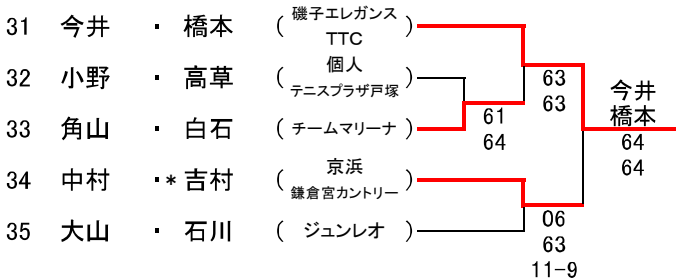 31 今井 ・ 橋本 ( 磯子エレガンス TTC )
32 小野 ・ 高草 ( 個人 テニスプラザ戸塚 )
33 角山 ・ 白石 ( チームマリーナ )
34 中村 ・* 吉村 ( 京浜 鎌倉宮カントリー )
35 大山 ・ 石川 ( ジュンレオ )
61
64
63
63
06
63
11-9
今井
橋本
64
64